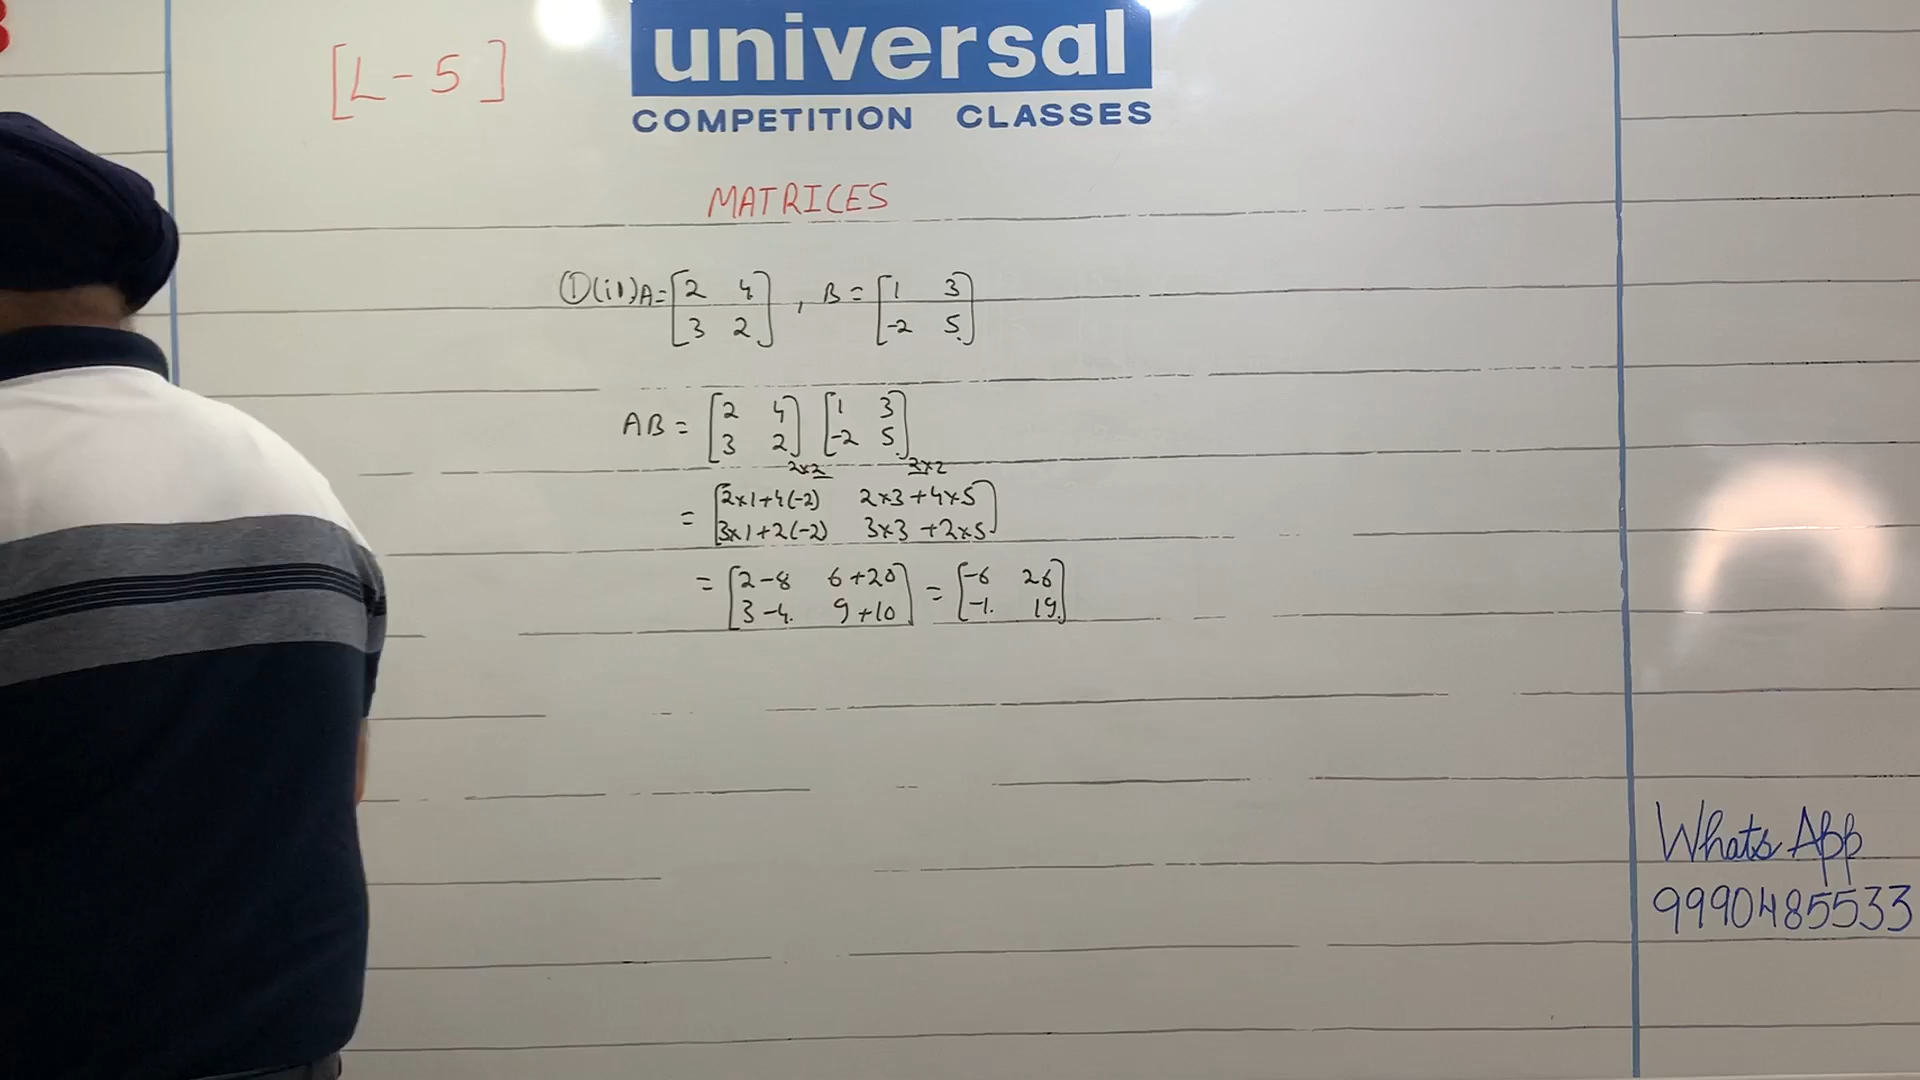 [L-5]
universal
COMPETITION CLASSES
MATRICES
①(ii) A = [2 4
3 2] , B = [1 3
-2 5]
AB = [2 4
3 2]2×2 [1 3
-2 5]2×2
= [2×1+4(-2) 2×3+4×5
3×1+2(-2) 3×3+2×5]
= [2-8 6+20
3-4 9+10] = [-6 26
-1 19]
Whats App
9990485533